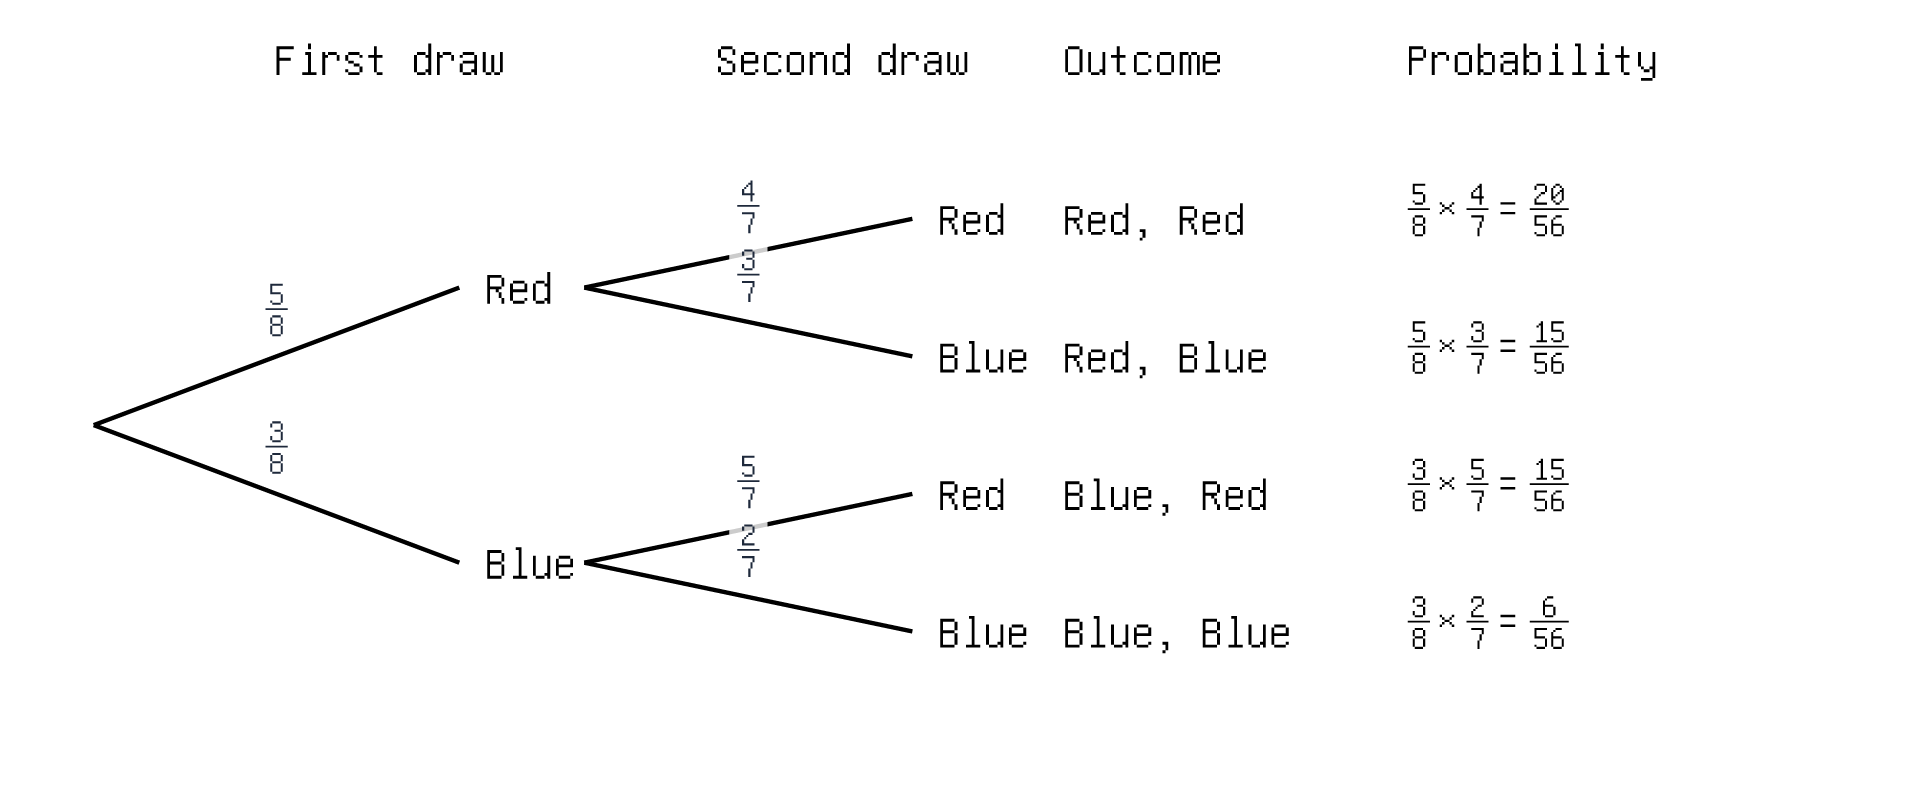 First draw Second draw Outcome Probability
4/7 Red Red, Red 5/8 × 4/7 = 20/56
5/8 Red 3/7
Blue Red, Blue 5/8 × 3/7 = 15/56
3/8 5/7 Red Blue, Red 3/8 × 5/7 = 15/56
Blue 2/7
Blue Blue, Blue 3/8 × 2/7 = 6/56